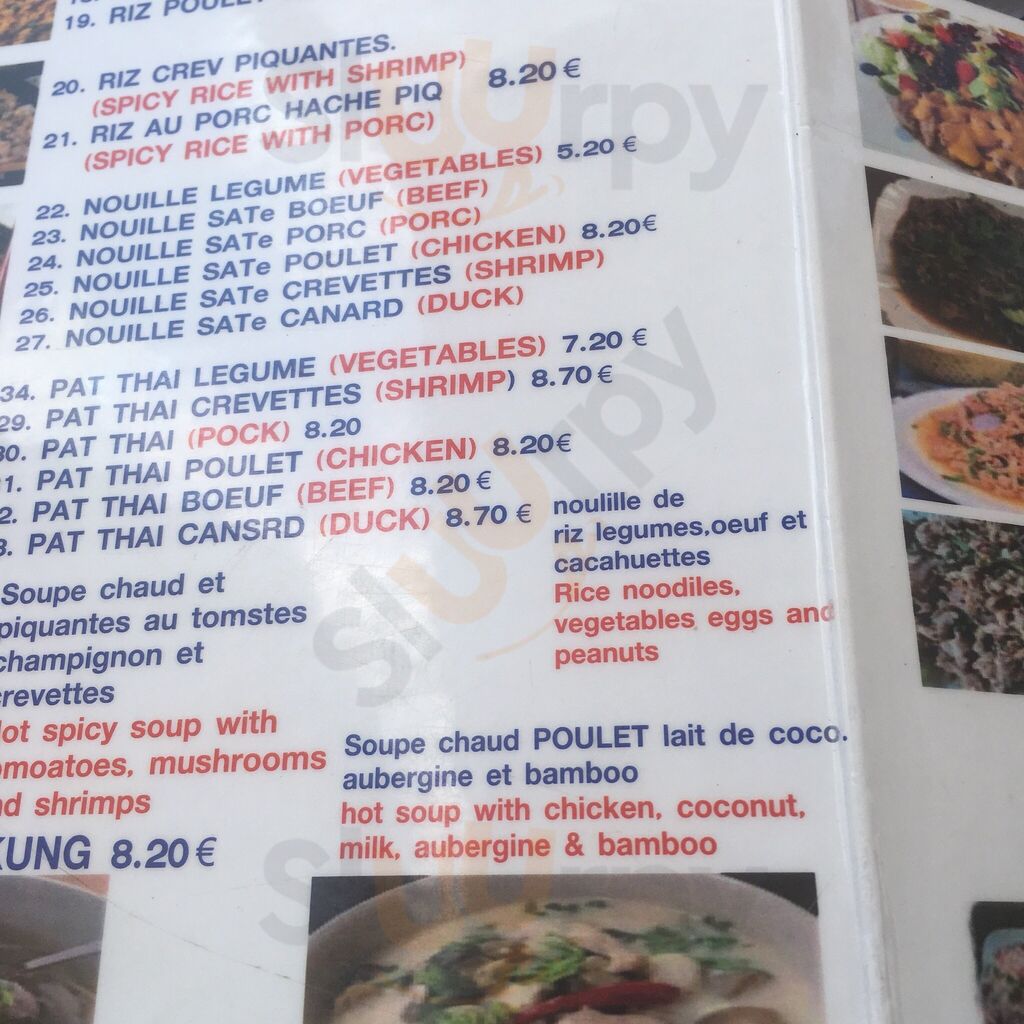 19. RIZ POULET
20. RIZ CREV PIQUANTES.
(SPICY RICE WITH SHRIMP) 8.20 €
21. RIZ AU PORC HACHE PIQ
(SPICY RICE WITH PORC)
22. NOUILLE LEGUME (VEGETABLES) 5.20 €
23. NOUILLE SATe BOEUF (BEEF)
24. NOUILLE SATe PORC (PORC)
25. NOUILLE SATe POULET (CHICKEN) 8.20€
26. NOUILLE SATe CREVETTES (SHRIMP)
27. NOUILLE SATe CANARD (DUCK)
34. PAT THAI LEGUME (VEGETABLES) 7.20 €
29. PAT THAI CREVETTES (SHRIMP) 8.70 €
30. PAT THAI (POCK) 8.20
1. PAT THAI POULET (CHICKEN) 8.20€
2. PAT THAI BOEUF (BEEF) 8.20 €
3. PAT THAI CANSRD (DUCK) 8.70 €
noulille de
riz legumes,oeuf et
cacahuettes
Rice noodiles,
vegetables eggs and
peanuts
Soupe chaud et
piquantes au tomstes
champignon et
crevettes
Hot spicy soup with
omoatoes, mushrooms
nd shrimps
KUNG 8.20 €
Soupe chaud POULET lait de coco.
aubergine et bamboo
hot soup with chicken, coconut,
milk, aubergine & bamboo
Sluurpy
Sluurpy
Sluurpy